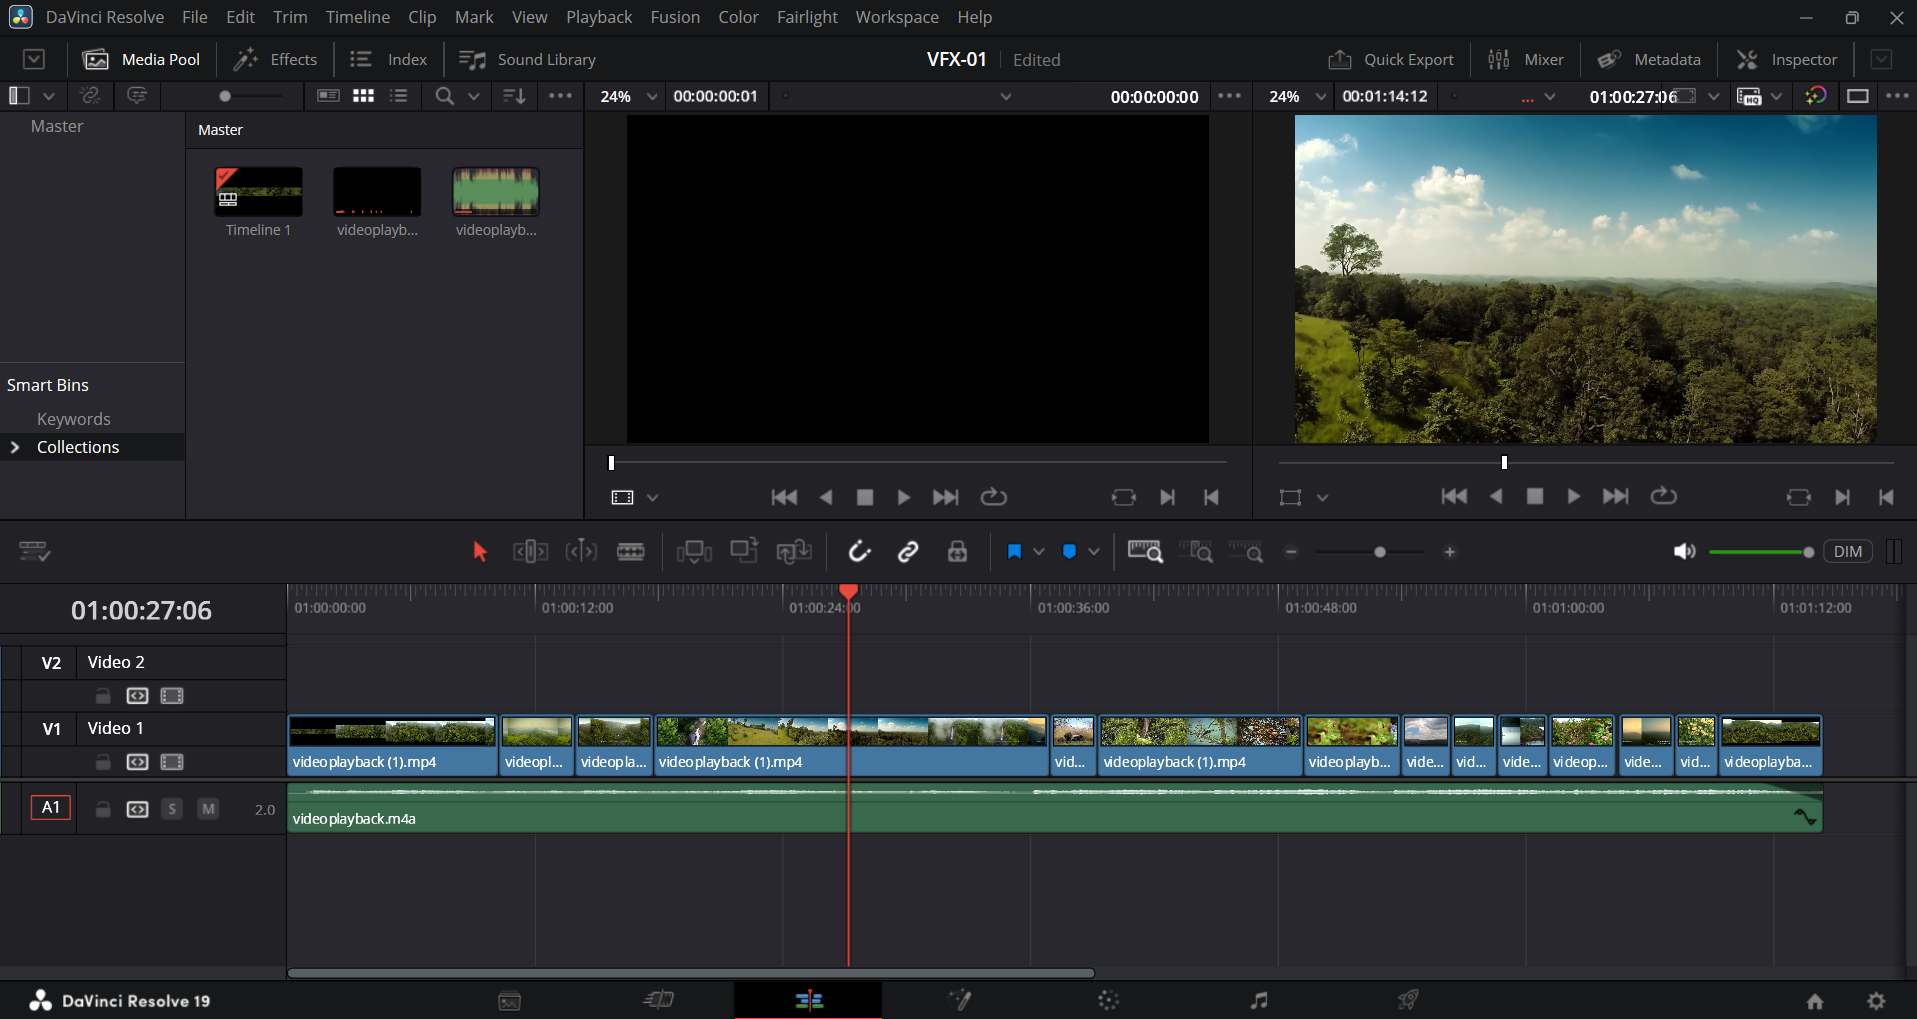 DaVinci Resolve File Edit Trim Timeline Clip Mark View Playback Fusion Color Fairlight Workspace Help
Media Pool Effects Index Sound Library VFX-01 Edited Quick Export Mixer Metadata Inspector
24% 00:00:00:01 00:00:00:00 24% 00:01:14:12 ... 01:00:27:06
Master
Master
Timeline 1 videoplayb... videoplayb...
Smart Bins
Keywords
Collections
DIM
01:00:27:06
01:00:00:00 01:00:12:00 01:00:24:00 01:00:36:00 01:00:48:00 01:01:00:00 01:01:12:00
V2 Video 2
V1 Video 1
videoplayback (1).mp4 videopl... videopla... videoplayback (1).mp4 vid... videoplayback (1).mp4 videoplayb... vide... vid... vide... videop... vide... vid... videoplayba...
A1 S M 2.0
videoplayback.m4a
DaVinci Resolve 19